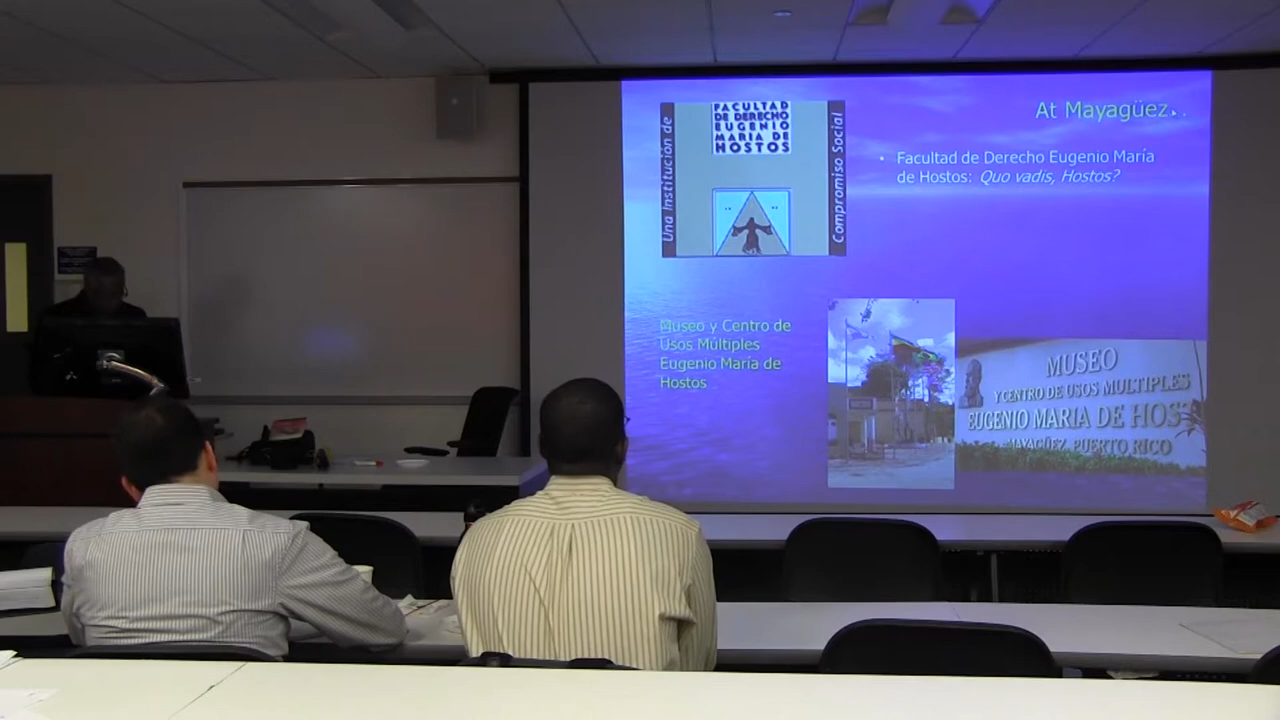 Una Institución de
FACULTAD
DE DERECHO
EUGENIO
MARIA DE
HOSTOS
Compromiso Social
At Mayagüez...
• Facultad de Derecho Eugenio María
de Hostos: Quo vadis, Hostos?
Museo y Centro de
Usos Múltiples
Eugenio María de
Hostos
MUSEO
Y CENTRO DE USOS MULTIPLES
EUGENIO MARIA DE HOS
MAYAGÜEZ, PUERTO RICO